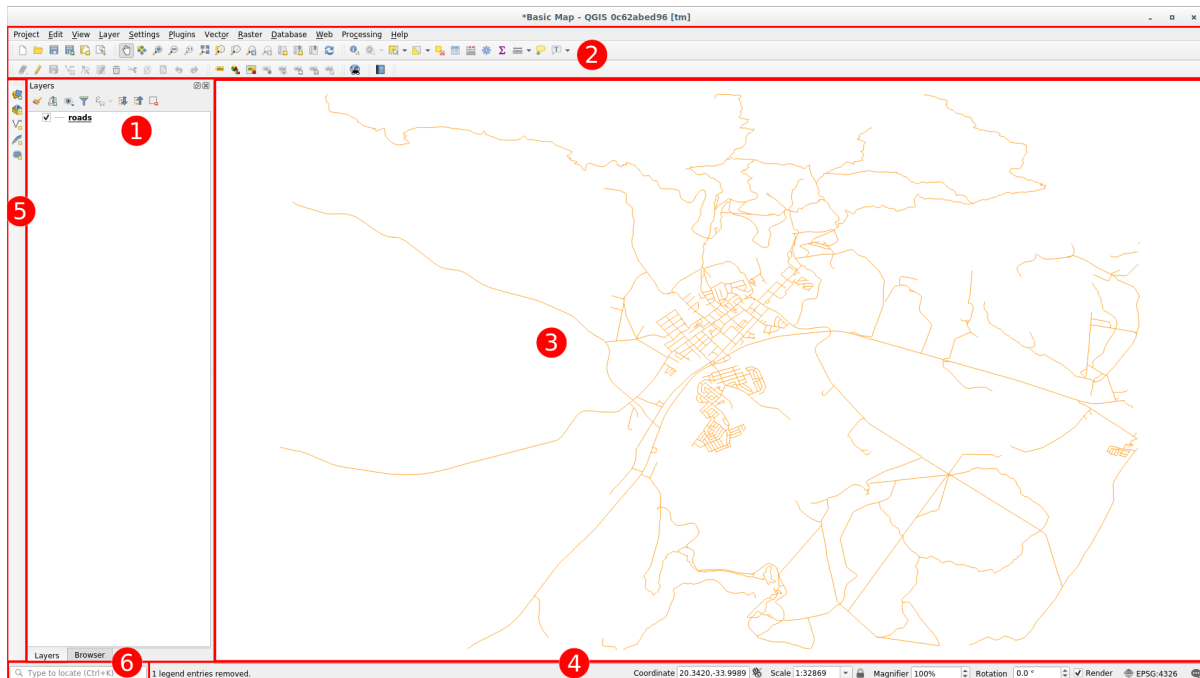 *Basic Map - QGIS 0c62abed96 [tm]
Project Edit View Layer Settings Plugins Vector Raster Database Web Processing Help
2
Layers
roads
1
5
3
Layers Browser
6
4
Type to locate (Ctrl+K)
1 legend entries removed.
Coordinate 20.3420,-33.9989 Scale 1:32869 Magnifier 100% Rotation 0.0 ° Render EPSG:4326